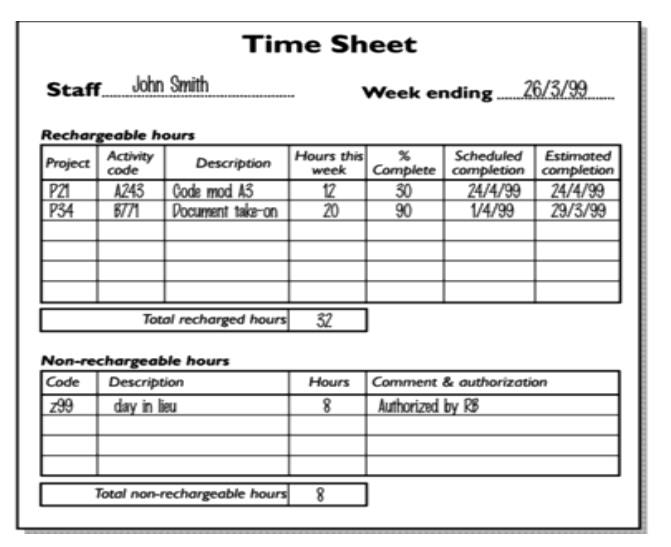 Time Sheet
Staff John Smith Week ending 26/3/99
Rechargeable hours
Project Activity code Description Hours this week % Complete Scheduled completion Estimated completion
P21 A243 Code mod A3 12 30 24/4/99 24/4/99
P34 B771 Document take-on 20 90 1/4/99 29/3/99
Total recharged hours 32
Non-rechargeable hours
Code Description Hours Comment & authorization
z99 day in lieu 8 Authorized by RB
Total non-rechargeable hours 8